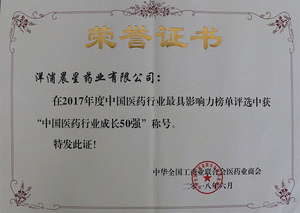 荣誉证书
洋浦晨星药业有限公司：
在2017年度中国医药行业最具影响力榜单评选中获
“中国医药行业成长50强”称号。
特发此证！
中华全国工商业联合会医药业商会
二〇一八年六月